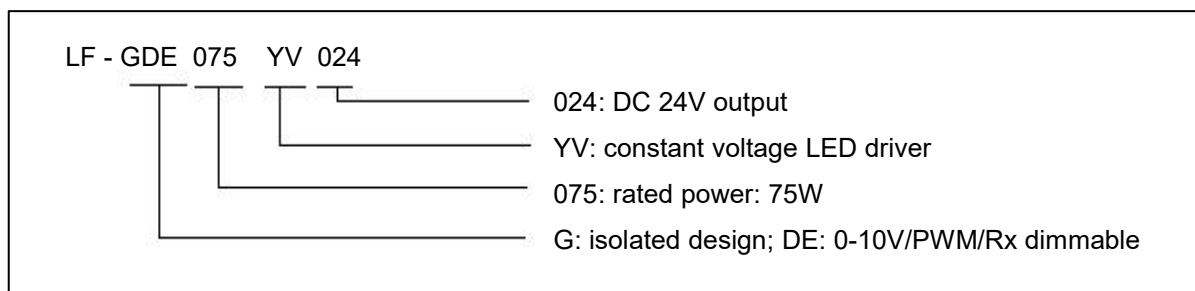 LF - GDE 075 YV 024
024: DC 24V output
YV: constant voltage LED driver
075: rated power: 75W
G: isolated design; DE: 0-10V/PWM/Rx dimmable